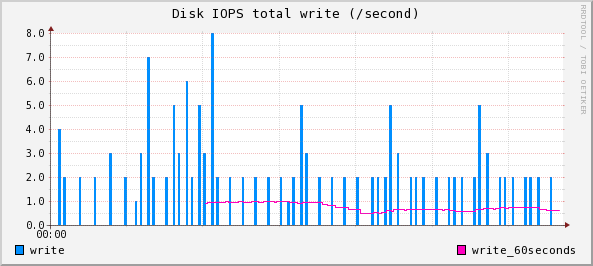 Disk IOPS total write (/second)
RRDTOOL / TOBI OETIKER
8.0
7.0
6.0
5.0
4.0
3.0
2.0
1.0
0.0
00:00
write
write_60seconds